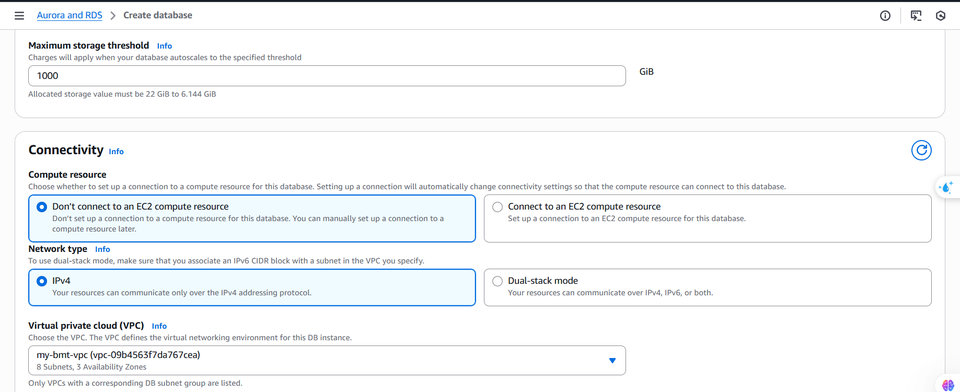 Aurora and RDS > Create database
Maximum storage threshold Info
Charges will apply when your database autoscales to the specified threshold
1000
GiB
Allocated storage value must be 22 GiB to 6.144 GiB
Connectivity Info
Compute resource
Choose whether to set up a connection to a compute resource for this database. Setting up a connection will automatically change connectivity settings so that the compute resource can connect to this database.
Don't connect to an EC2 compute resource
Don't set up a connection to a compute resource for this database. You can manually set up a connection to a
compute resource later.
Connect to an EC2 compute resource
Set up a connection to an EC2 compute resource for this database.
Network type Info
To use dual-stack mode, make sure that you associate an IPv6 CIDR block with a subnet in the VPC you specify.
IPv4
Your resources can communicate only over the IPv4 addressing protocol.
Dual-stack mode
Your resources can communicate over IPv4, IPv6, or both.
Virtual private cloud (VPC) Info
Choose the VPC. The VPC defines the virtual networking environment for this DB instance.
my-bmt-vpc (vpc-09b4563f7da767cea)
8 Subnets, 3 Availability Zones
Only VPCs with a corresponding DB subnet group are listed.